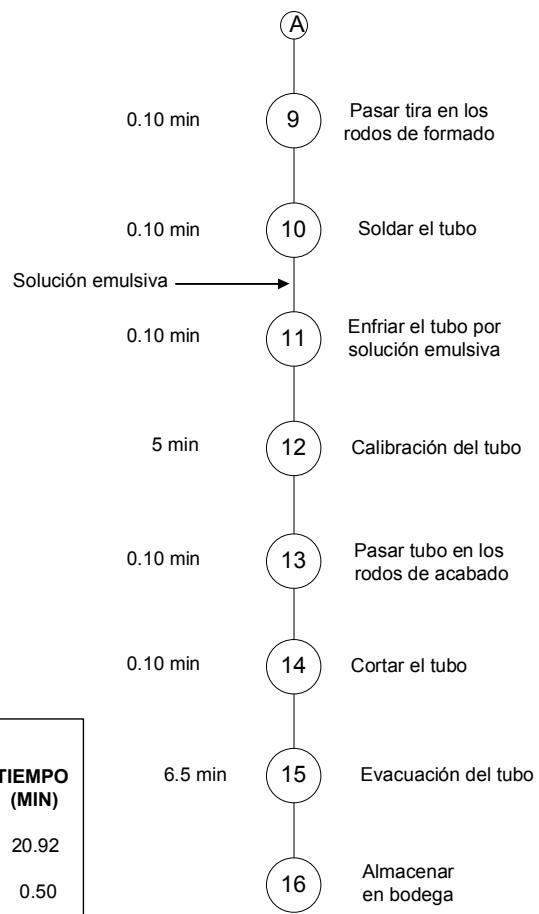 A
0.10 min
9
Pasar tira en los
rodos de formado
0.10 min
10
Soldar el tubo
Solución emulsiva
0.10 min
11
Enfriar el tubo por
solución emulsiva
5 min
12
Calibración del tubo
0.10 min
13
Pasar tubo en los
rodos de acabado
0.10 min
14
Cortar el tubo
6.5 min
15
Evacuación del tubo
16
Almacenar
en bodega
TIEMPO
(MIN)
20.92
0.50